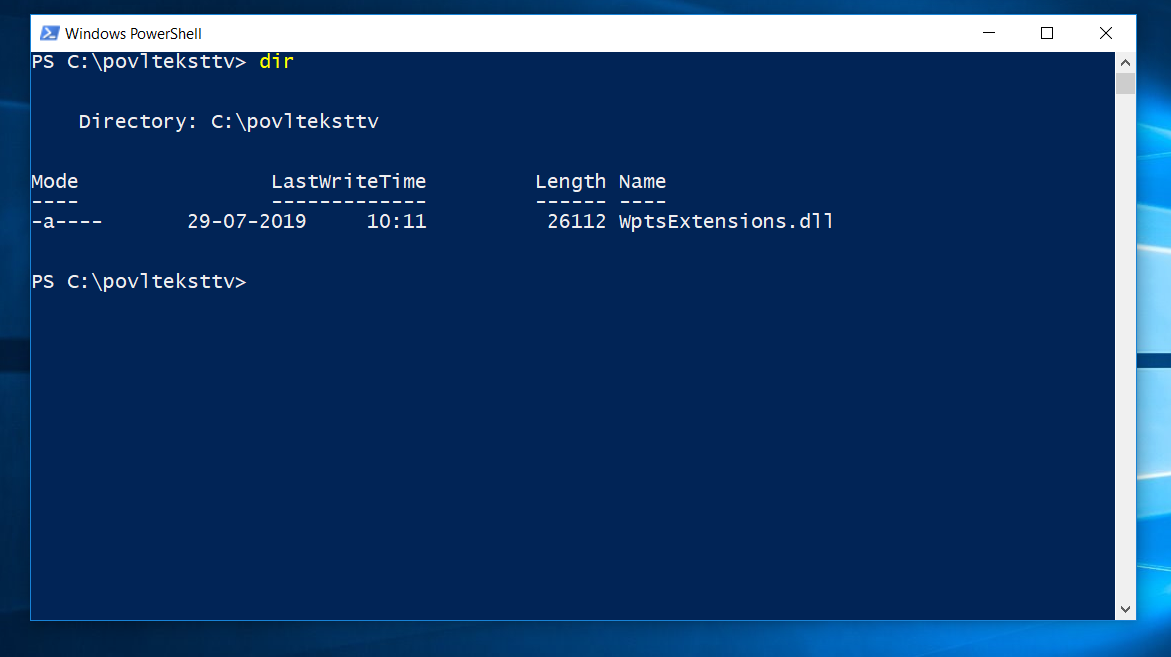 Windows PowerShell
PS C:\povlteksttv> dir
Directory: C:\povlteksttv
Mode LastWriteTime Length Name
---- ------------- ------ ----
-a---- 29-07-2019 10:11 26112 WptsExtensions.dll
PS C:\povlteksttv>